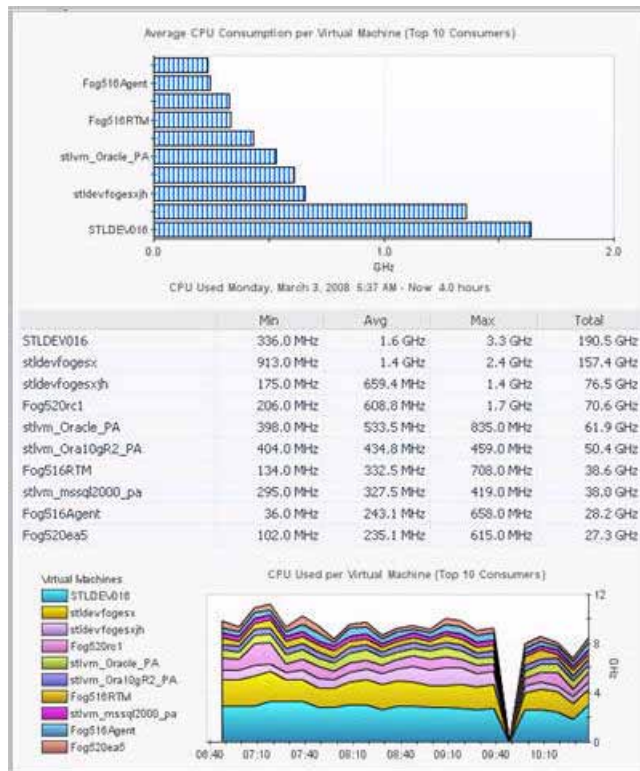 Average CPU Consumption per Virtual Machine (Top 10 Consumers)
Fog516Agent
Fog516RTM
stlvm_Oracle_PA
stldevfogesxjh
STLDEV016
0.0 1.0 2.0
GHz
CPU Used Monday, March 3, 2008 5:37 AM - Now 4.0 hours
Min Avg Max Total
STLDEV016 336.0 MHz 1.6 GHz 3.3 GHz 190.5 GHz
stldevfogesx 913.0 MHz 1.4 GHz 2.4 GHz 157.4 GHz
stldevfogesxjh 175.0 MHz 659.4 MHz 1.4 GHz 76.5 GHz
Fog520rc1 206.0 MHz 608.8 MHz 1.7 GHz 70.6 GHz
stlvm_Oracle_PA 398.0 MHz 533.5 MHz 835.0 MHz 61.9 GHz
stlvm_Ora10gR2_PA 404.0 MHz 434.8 MHz 459.0 MHz 50.4 GHz
Fog516RTM 134.0 MHz 332.5 MHz 708.0 MHz 38.6 GHz
stlvm_mssql2000_pa 295.0 MHz 327.5 MHz 419.0 MHz 38.0 GHz
Fog516Agent 36.0 MHz 243.1 MHz 658.0 MHz 28.2 GHz
Fog520ea5 102.0 MHz 235.1 MHz 615.0 MHz 27.3 GHz
CPU Used per Virtual Machine (Top 10 Consumers)
Virtual Machines
STLDEV016
stldevfogesx
stldevfogesxjh
Fog520rc1
stlvm_Oracle_PA
stlvm_Ora10gR2_PA
Fog516RTM
stlvm_mssql2000_pa
Fog516Agent
Fog520ea5
12
8
4
0
GHz
06:40 07:10 07:40 08:10 08:40 09:10 09:40 10:10